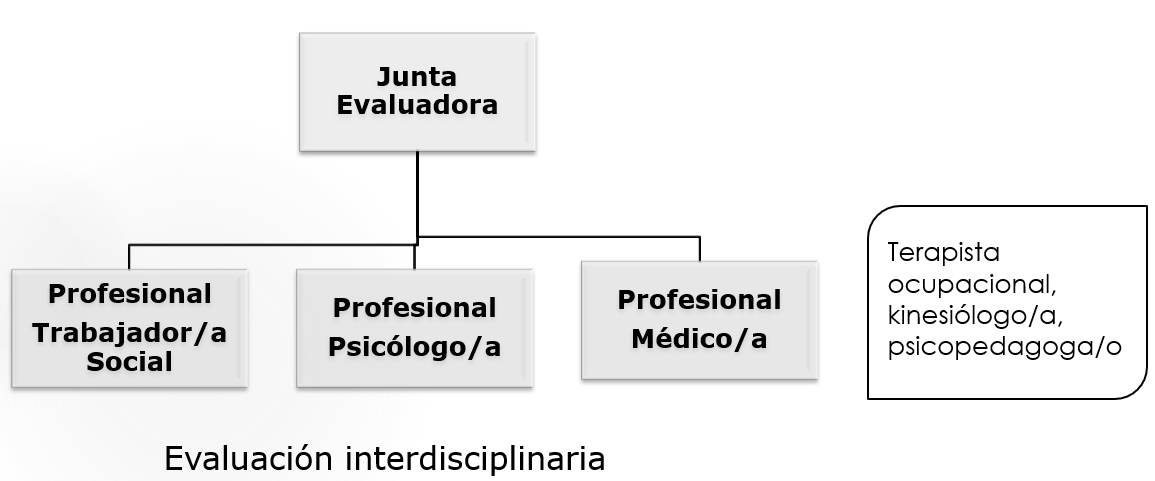 Junta
Evaluadora
Profesional
Trabajador/a
Social
Profesional
Psicólogo/a
Profesional
Médico/a
Terapista
ocupacional,
kinesiólogo/a,
psicopedagoga/o
Evaluación interdisciplinaria